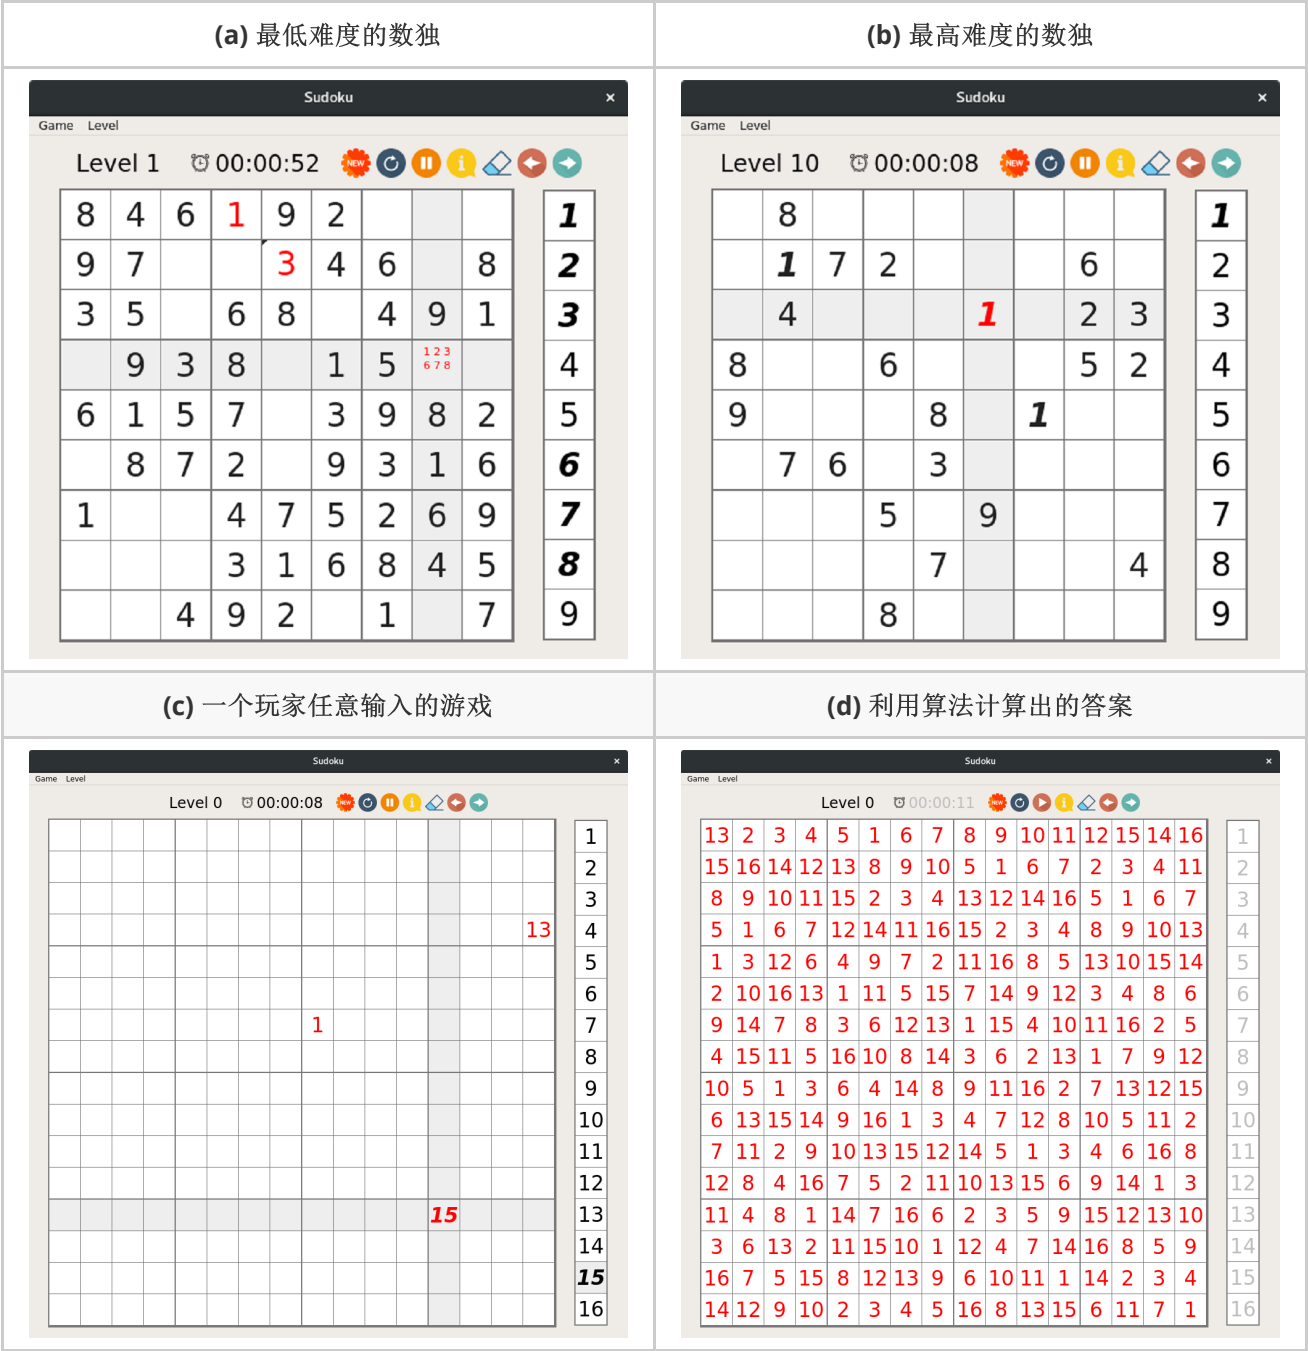 (a) 最低难度的数独
(b) 最高难度的数独
Sudoku ×
Game Level
Level 1 00:00:52 NEW i
8 4 6 1 9 2
9 7 3 4 6 8
3 5 6 8 4 9 1
9 3 8 1 5 1 2 3
6 7 8
6 1 5 7 3 9 8 2
8 7 2 9 3 1 6
1 4 7 5 2 6 9
3 1 6 8 4 5
4 9 2 1 7
1
2
3
4
5
6
7
8
9
Sudoku ×
Game Level
Level 10 00:00:08 NEW i
8
1 7 2 6
4 1 2 3
8 6 5 2
9 8 1
7 6 3
5 9
7 4
8
1
2
3
4
5
6
7
8
9
(c) 一个玩家任意输入的游戏
(d) 利用算法计算出的答案
Sudoku ×
Game Level
Level 0 00:00:08 NEW i
13
1
15
1
2
3
4
5
6
7
8
9
10
11
12
13
14
15
16
Sudoku ×
Game Level
Level 0 00:00:11 NEW i
13 2 3 4 5 1 6 7 8 9 10 11 12 15 14 16
15 16 14 12 13 8 9 10 5 1 6 7 2 3 4 11
8 9 10 11 15 2 3 4 13 12 14 16 5 1 6 7
5 1 6 7 12 14 11 16 15 2 3 4 8 9 10 13
1 3 12 6 4 9 7 2 11 16 8 5 13 10 15 14
2 10 16 13 1 11 5 15 7 14 9 12 3 4 8 6
9 14 7 8 3 6 12 13 1 15 4 10 11 16 2 5
4 15 11 5 16 10 8 14 3 6 2 13 1 7 9 12
10 5 1 3 6 4 14 8 9 11 16 2 7 13 12 15
6 13 15 14 9 16 1 3 4 7 12 8 10 5 11 2
7 11 2 9 10 13 15 12 14 5 1 3 4 6 16 8
12 8 4 16 7 5 2 11 10 13 15 6 9 14 1 3
11 4 8 1 14 7 16 6 2 3 5 9 15 12 13 10
3 6 13 2 11 15 10 1 12 4 7 14 16 8 5 9
16 7 5 15 8 12 13 9 6 10 11 1 14 2 3 4
14 12 9 10 2 3 4 5 16 8 13 15 6 11 7 1
1
2
3
4
5
6
7
8
9
10
11
12
13
14
15
16